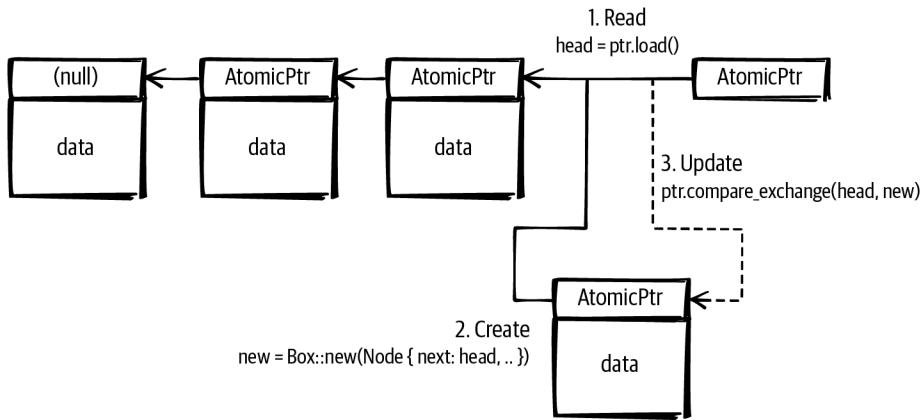 1. Read
head = ptr.load()
(null)
AtomicPtr
AtomicPtr
AtomicPtr
data
data
data
3. Update
ptr.compare_exchange(head, new)
AtomicPtr
2. Create
new = Box::new(Node { next: head, .. })
data